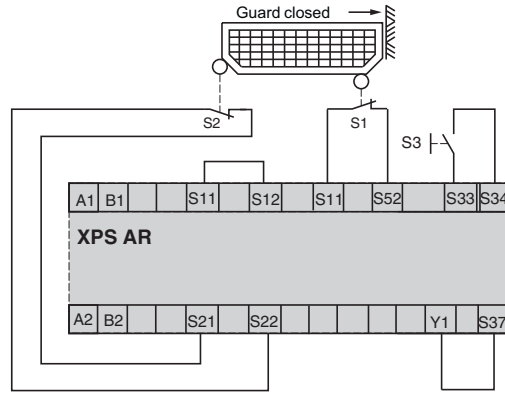 Guard closed
S2
S1
S3
A1 B1 S11 S12 S11 S52 S33 S34
XPS AR
A2 B2 S21 S22 Y1 S37